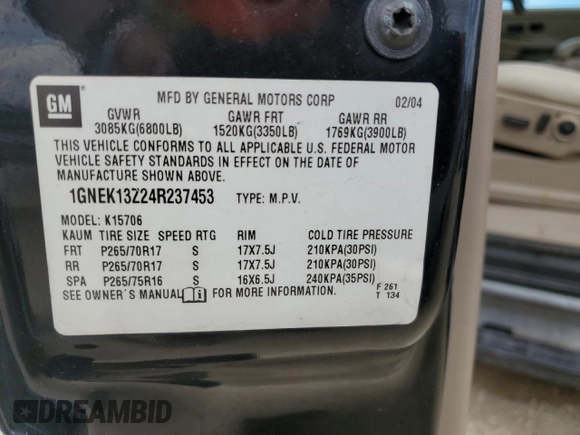 GM
MFD BY GENERAL MOTORS CORP 02/04
GVWR GAWR FRT GAWR RR
3085KG(6800LB) 1520KG(3350LB) 1769KG(3900LB)
THIS VEHICLE CONFORMS TO ALL APPLICABLE U.S. FEDERAL MOTOR
VEHICLE SAFETY STANDARDS IN EFFECT ON THE DATE OF
MANUFACTURE SHOWN ABOVE.
1GNEK13Z24R237453 TYPE: M.P.V.
MODEL: K15706
KAUM TIRE SIZE SPEED RTG RIM COLD TIRE PRESSURE
FRT P265/70R17 S 17X7.5J 210KPA(30PSI)
RR P265/70R17 S 17X7.5J 210KPA(30PSI)
SPA P265/75R16 S 16X6.5J 240KPA(35PSI)
SEE OWNER'S MANUAL i FOR MORE INFORMATION.
F 261
T 134
DREAMBID